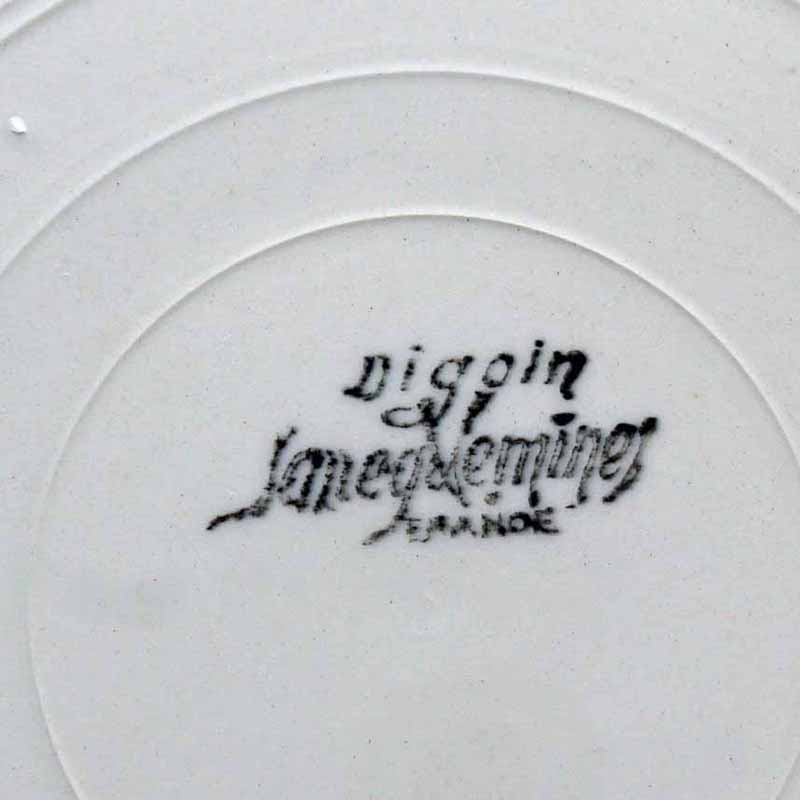 Digoin
&
Sarreguemines
FRANCE